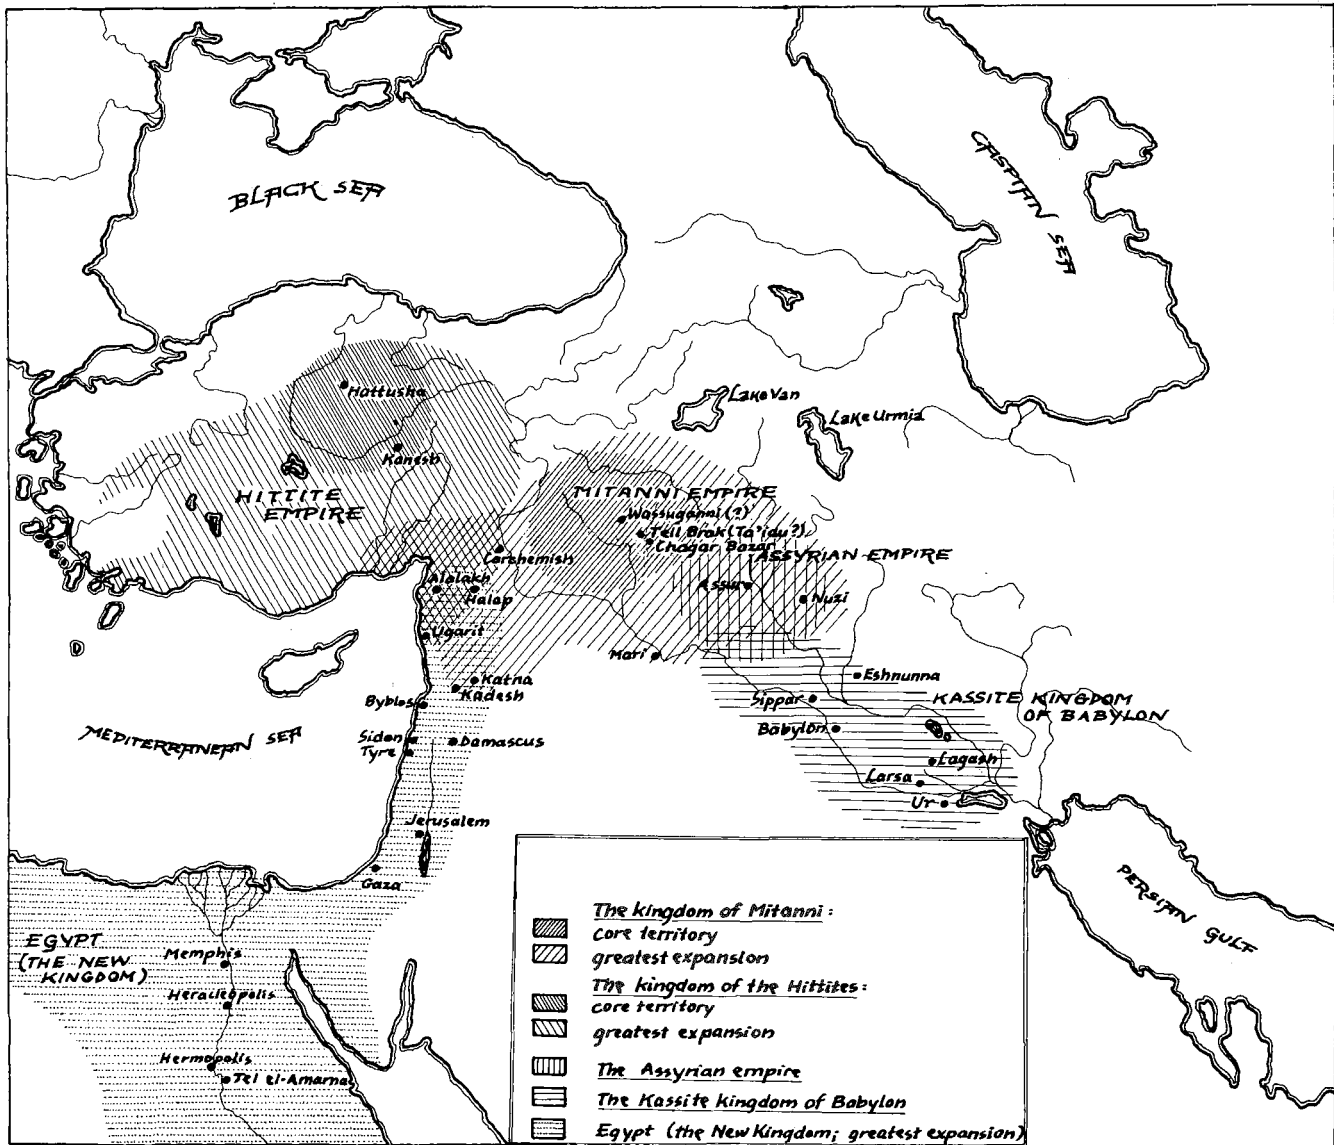 BLACK SEA
CASPIAN SEA
Lake Van
Lake Urmia
Hattusha
Kanesh
HITTITE
EMPIRE
MITANNI EMPIRE
Wassuganni (?)
Tell Brak (Ta'idu?)
Chagar Bazar
ASSYRIAN EMPIRE
Carchemish
Alalakh
Halap
Assur
Nuzi
Ugarit
Mari
Katna
Kadesh
Eshnunna
Byblos
Sippar
KASSITE KINGDOM
OF BABYLON
MEDITERRANEAN SEA
Sidon
Tyre
Damascus
Babylon
Lagash
Larsa
Ur
Jerusalem
Gaza
PERSIAN GULF
EGYPT
(THE NEW
KINGDOM)
Memphis
Heracleopolis
Hermopolis
Tel el-Amarna
The kingdom of Mitanni:
core territory
greatest expansion
The kingdom of the Hittites:
core territory
greatest expansion
The Assyrian empire
The Kassite kingdom of Babylon
Egypt (the New Kingdom; greatest expansion)